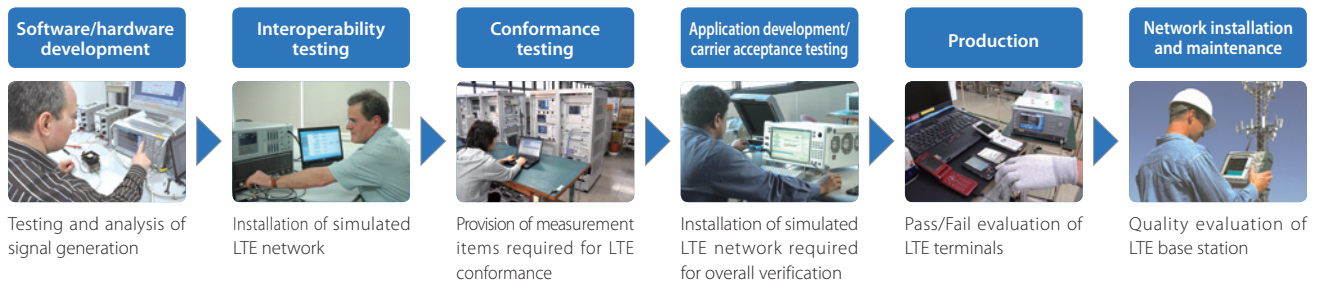 Software/hardware
development
Interoperability
testing
Conformance
testing
Application development/
carrier acceptance testing
Production
Network installation
and maintenance
Testing and analysis of
signal generation
Installation of simulated
LTE network
Provision of measurement
items required for LTE
conformance
Installation of simulated
LTE network required
for overall verification
Pass/Fail evaluation of
LTE terminals
Quality evaluation of
LTE base station